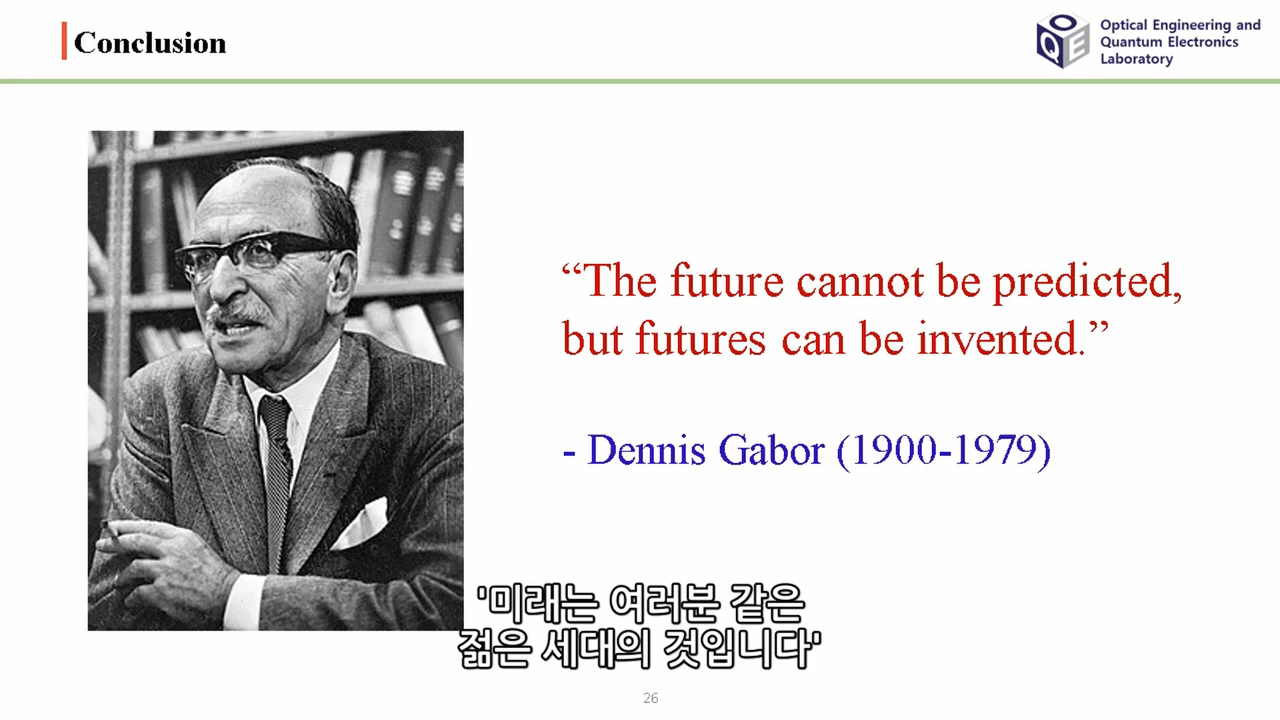 Conclusion
OQE
Optical Engineering and
Quantum Electronics
Laboratory
“The future cannot be predicted,
but futures can be invented.”
- Dennis Gabor (1900-1979)
'미래는 여러분 같은
젊은 세대의 것입니다'
26